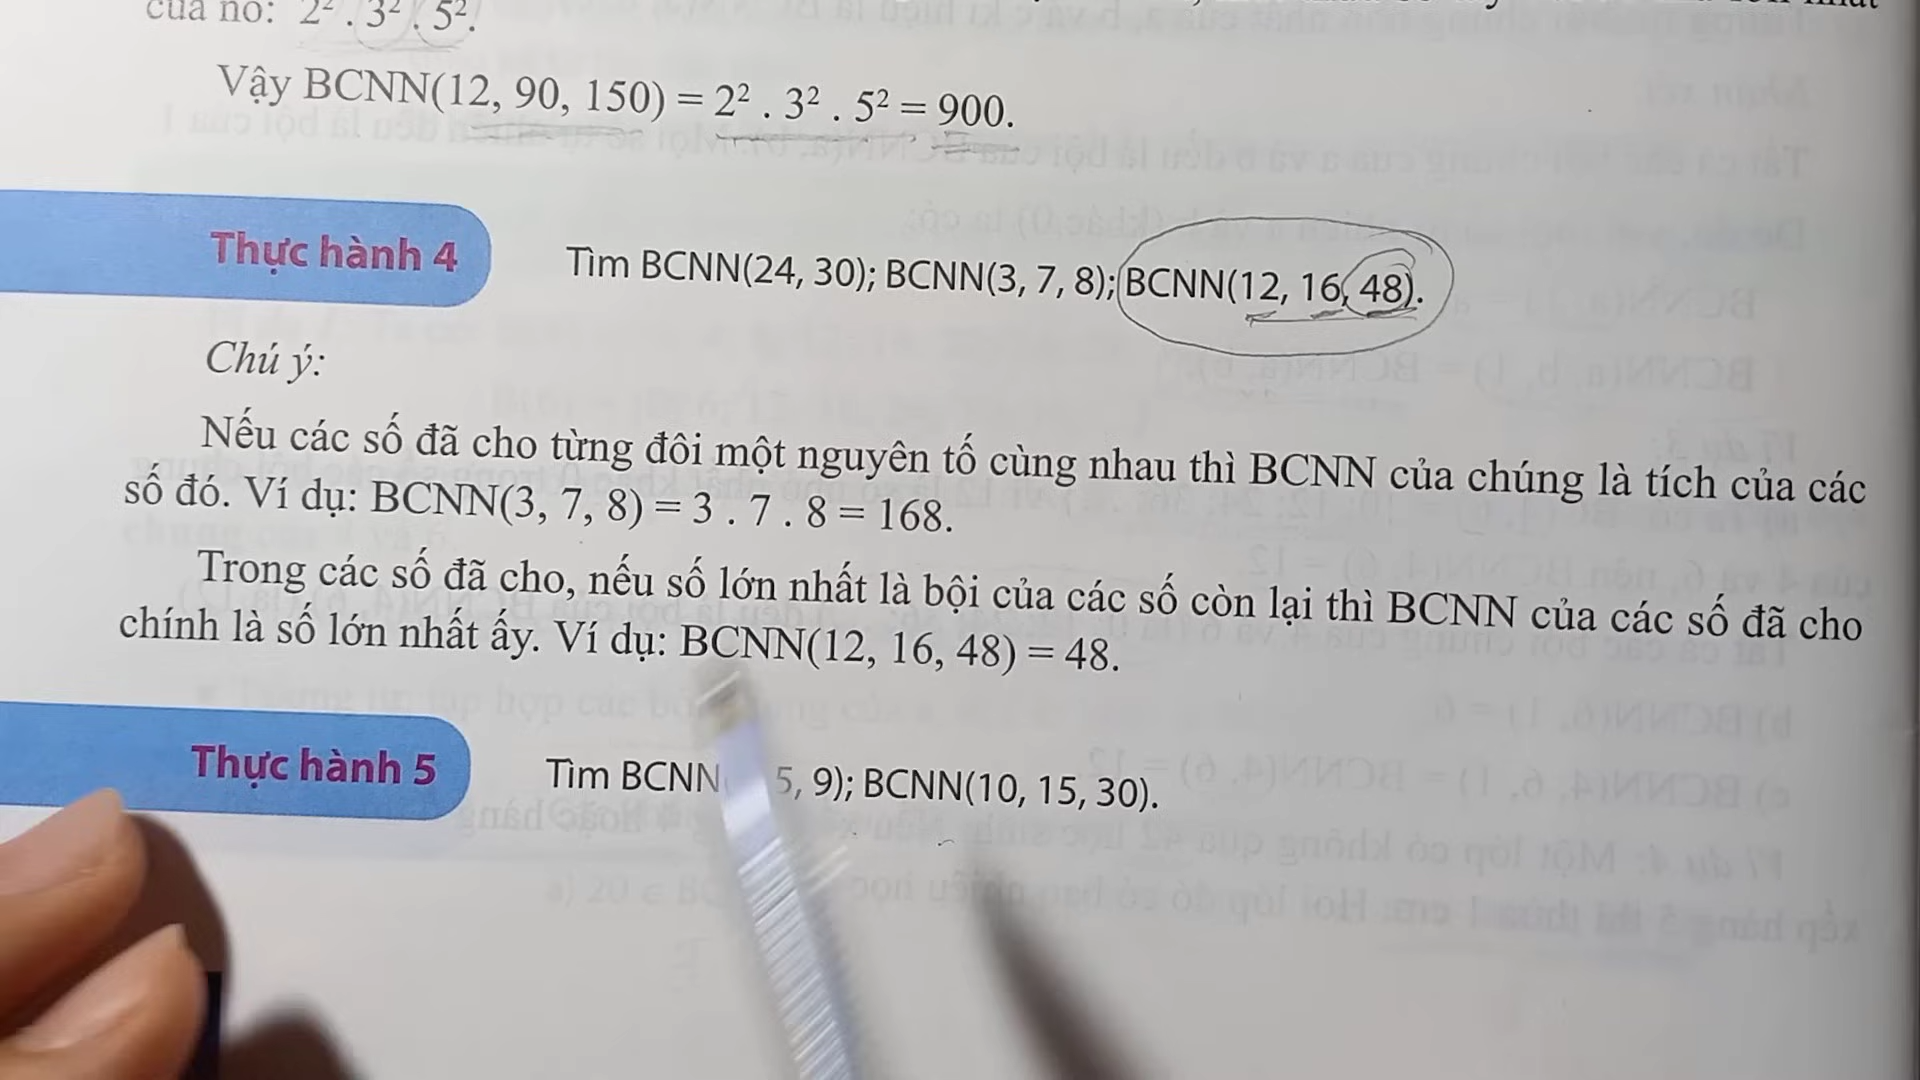 của nó: 2² . 3² . 5².
Vậy BCNN(12, 90, 150) = 2² . 3² . 5² = 900.
Thực hành 4
Tìm BCNN(24, 30); BCNN(3, 7, 8); BCNN(12, 16, 48).
Chú ý:
Nếu các số đã cho từng đôi một nguyên tố cùng nhau thì BCNN của chúng là tích của các
số đó. Ví dụ: BCNN(3, 7, 8) = 3 . 7 . 8 = 168.
Trong các số đã cho, nếu số lớn nhất là bội của các số còn lại thì BCNN của các số đã cho
chính là số lớn nhất ấy. Ví dụ: BCNN(12, 16, 48) = 48.
Thực hành 5
Tìm BCNN( 5, 9); BCNN(10, 15, 30).